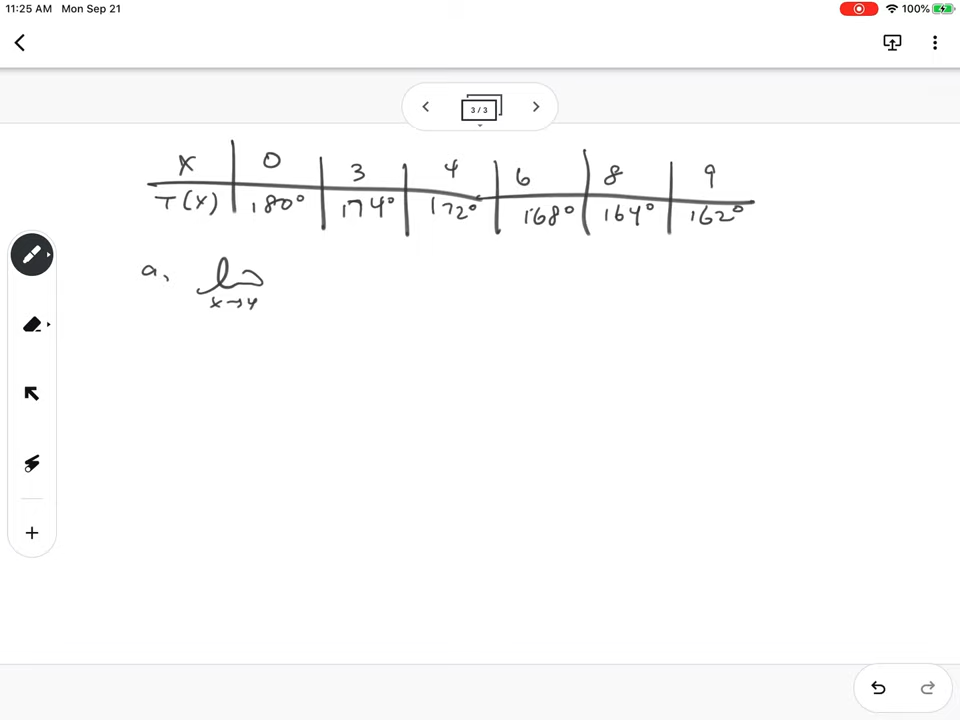 11:25 AM Mon Sep 21 100%
3 / 3
x 0 3 4 6 8 9
T(x) 180° 174° 172° 168° 164° 162°
a. lim
x→4